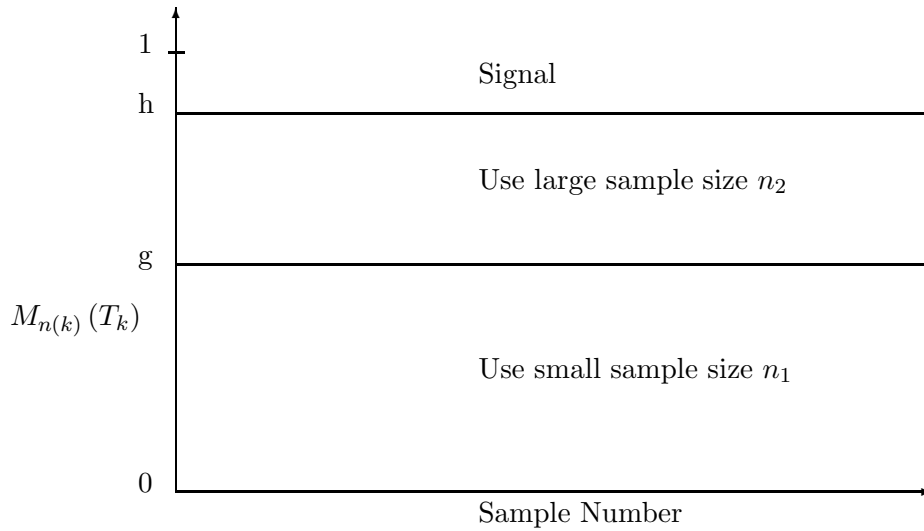 1
Signal
h
Use large sample size n₂
g
M_{n(k)} (T_k)
Use small sample size n₁
0
Sample Number